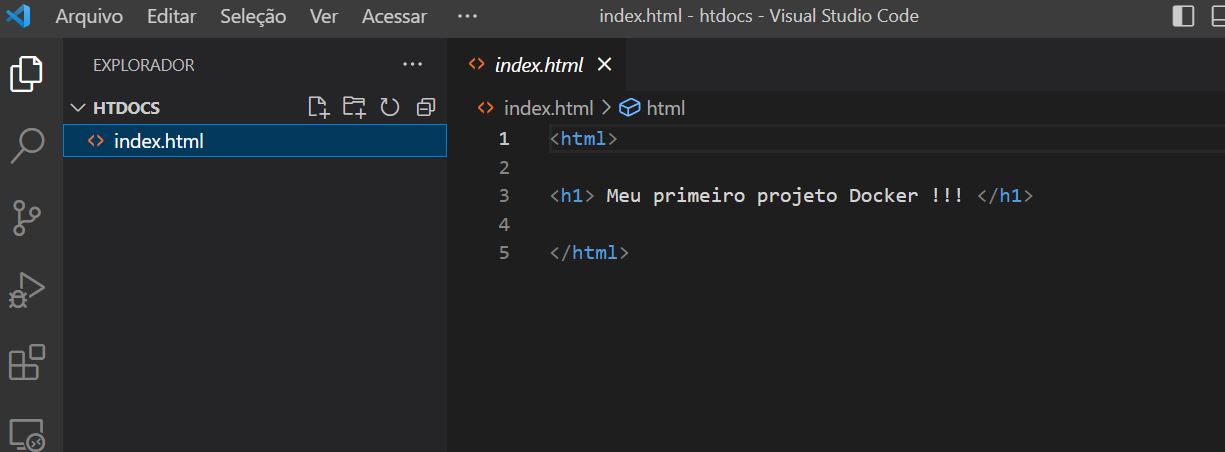 Arquivo Editar Seleção Ver Acessar ··· index.html - htdocs - Visual Studio Code
EXPLORADOR ···
index.html
HTDOCS
index.html > html
index.html
1 <html>
2
3 <h1> Meu primeiro projeto Docker !!! </h1>
4
5 </html>